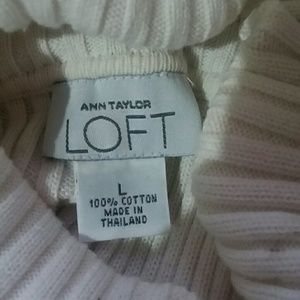 ANN TAYLOR
LOFT
L
100% COTTON
MADE IN
THAILAND